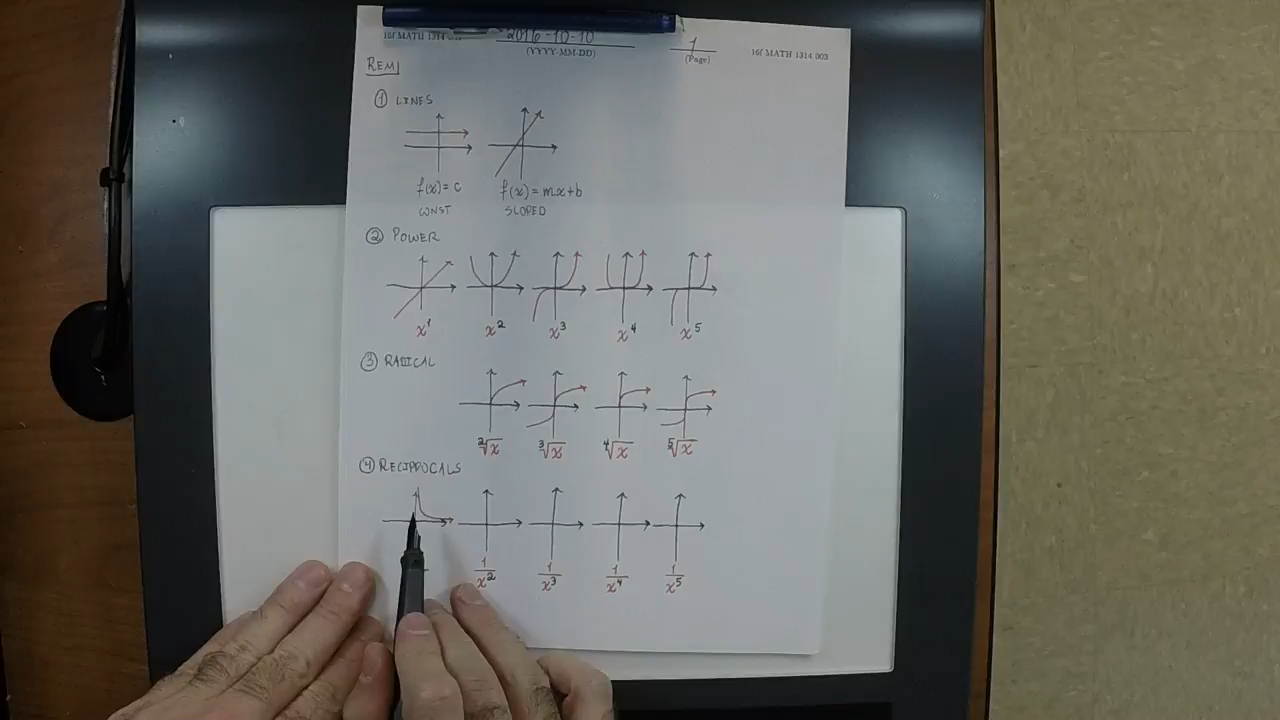 2016-10-10
(YYYY-MM-DD)
1
(Page)
16f MATH 1314 003
REM
① LINES
f(x)=c
f(x)=mx+b
CONST
SLOPED
② POWER
x¹ x² x³ x⁴ x⁵
③ RADICAL
²√x ³√x ⁴√x ⁵√x
④ RECIPROCALS
1/x² 1/x³ 1/x⁴ 1/x⁵